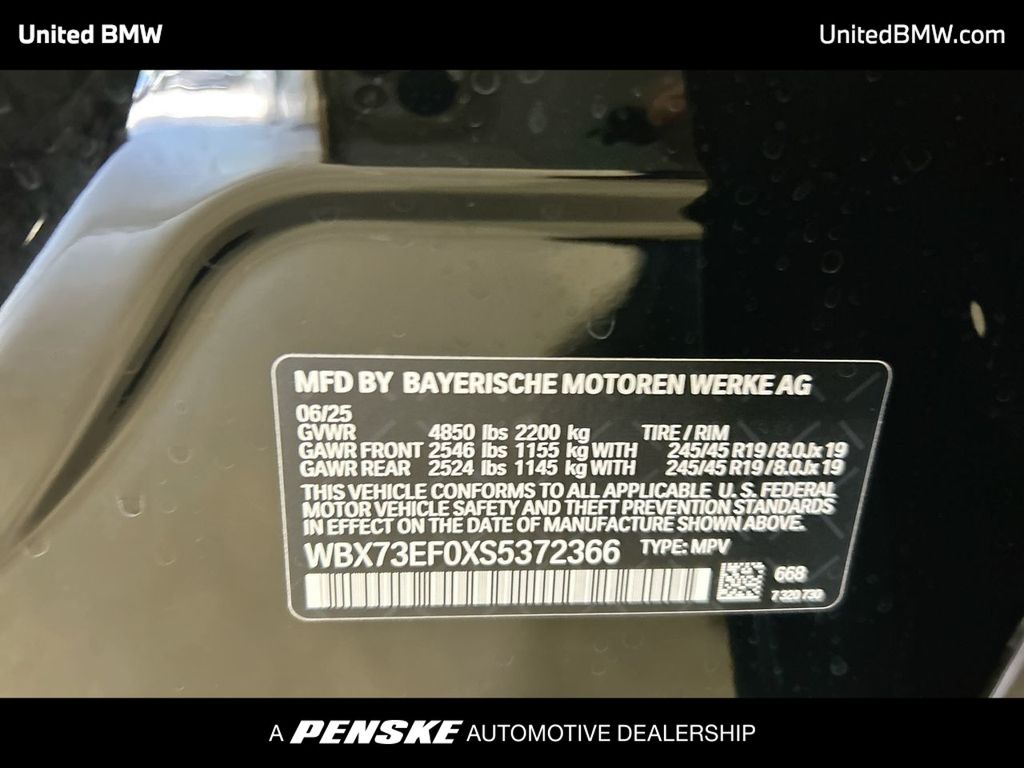 United BMW
UnitedBMW.com
MFD BY BAYERISCHE MOTOREN WERKE AG
06/25
GVWR 4850 lbs 2200 kg TIRE / RIM
GAWR FRONT 2546 lbs 1155 kg WITH 245/45 R19/8.0Jx19
GAWR REAR 2524 lbs 1145 kg WITH 245/45 R19/8.0Jx19
THIS VEHICLE CONFORMS TO ALL APPLICABLE U. S. FEDERAL
MOTOR VEHICLE SAFETY AND THEFT PREVENTION STANDARDS
IN EFFECT ON THE DATE OF MANUFACTURE SHOWN ABOVE.
WBX73EF0XS5372366 TYPE: MPV
668
7 320 730
A PENSKE AUTOMOTIVE DEALERSHIP